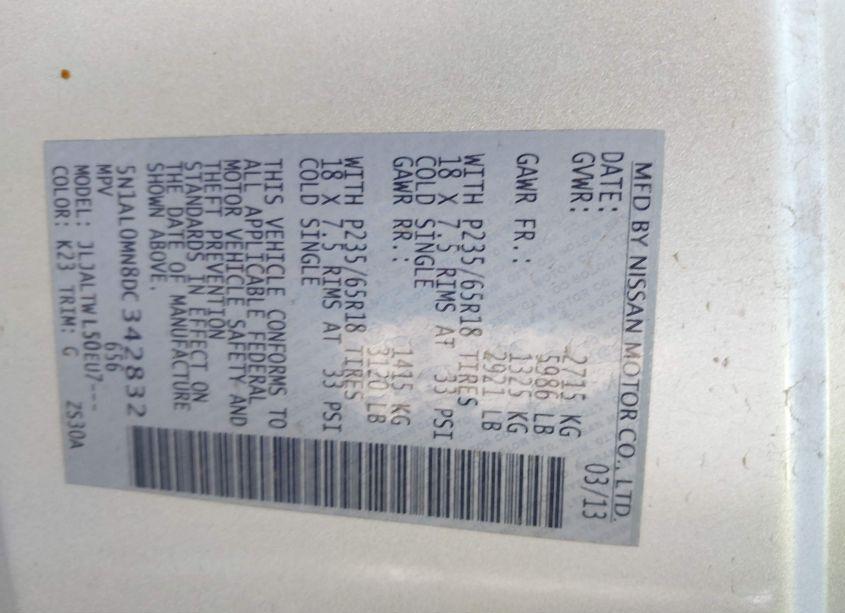 MFD BY NISSAN MOTOR CO., LTD.
DATE: 03/13
GVWR: 2715 KG
5986 LB
GAWR FR.: 1325 KG
2921 LB
WITH P235/65R18 TIRES
18 X 7.5 RIMS AT 33 PSI
COLD SINGLE
GAWR RR.: 1415 KG
3120 LB
WITH P235/65R18 TIRES
18 X 7.5 RIMS AT 33 PSI
COLD SINGLE
THIS VEHICLE CONFORMS TO
ALL APPLICABLE FEDERAL
MOTOR VEHICLE SAFETY AND
THEFT PREVENTION
STANDARDS IN EFFECT ON
THE DATE OF MANUFACTURE
SHOWN ABOVE.
5N1AL0MN8DC342832
MPV 656
MODEL: JLJALTWL50EU7---
COLOR: K23 TRIM: G ZS30A